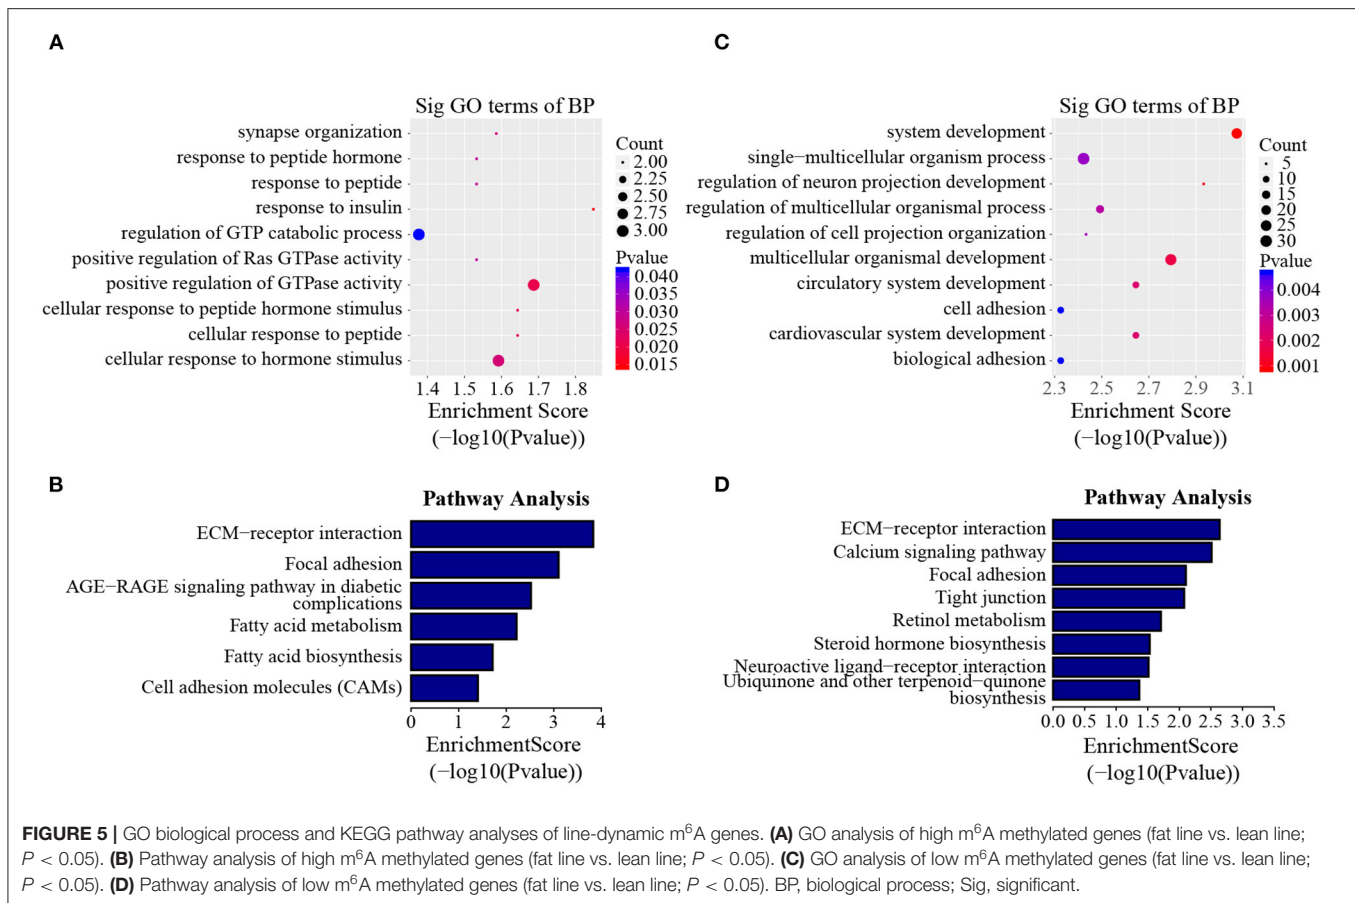 A
Sig GO terms of BP
synapse organization
response to peptide hormone
response to peptide
response to insulin
regulation of GTP catabolic process
positive regulation of Ras GTPase activity
positive regulation of GTPase activity
cellular response to peptide hormone stimulus
cellular response to peptide
cellular response to hormone stimulus
1.4 1.5 1.6 1.7 1.8
Enrichment Score
(−log10(Pvalue))
Count
2.00
2.25
2.50
2.75
3.00
Pvalue
0.040
0.035
0.030
0.025
0.020
0.015
C
Sig GO terms of BP
system development
single−multicellular organism process
regulation of neuron projection development
regulation of multicellular organismal process
regulation of cell projection organization
multicellular organismal development
circulatory system development
cell adhesion
cardiovascular system development
biological adhesion
2.3 2.5 2.7 2.9 3.1
Enrichment Score
(−log10(Pvalue))
Count
5
10
15
20
25
30
Pvalue
0.004
0.003
0.002
0.001
B
Pathway Analysis
ECM−receptor interaction
Focal adhesion
AGE−RAGE signaling pathway in diabetic
complications
Fatty acid metabolism
Fatty acid biosynthesis
Cell adhesion molecules (CAMs)
0 1 2 3 4
EnrichmentScore
(−log10(Pvalue))
D
Pathway Analysis
ECM−receptor interaction
Calcium signaling pathway
Focal adhesion
Tight junction
Retinol metabolism
Steroid hormone biosynthesis
Neuroactive ligand−receptor interaction
Ubiquinone and other terpenoid−quinone
biosynthesis
0.0 0.5 1.0 1.5 2.0 2.5 3.0 3.5
EnrichmentScore
(−log10(Pvalue))
FIGURE 5 | GO biological process and KEGG pathway analyses of line-dynamic m⁶A genes. (A) GO analysis of high m⁶A methylated genes (fat line vs. lean line;
P < 0.05). (B) Pathway analysis of high m⁶A methylated genes (fat line vs. lean line; P < 0.05). (C) GO analysis of low m⁶A methylated genes (fat line vs. lean line;
P < 0.05). (D) Pathway analysis of low m⁶A methylated genes (fat line vs. lean line; P < 0.05). BP, biological process; Sig, significant.